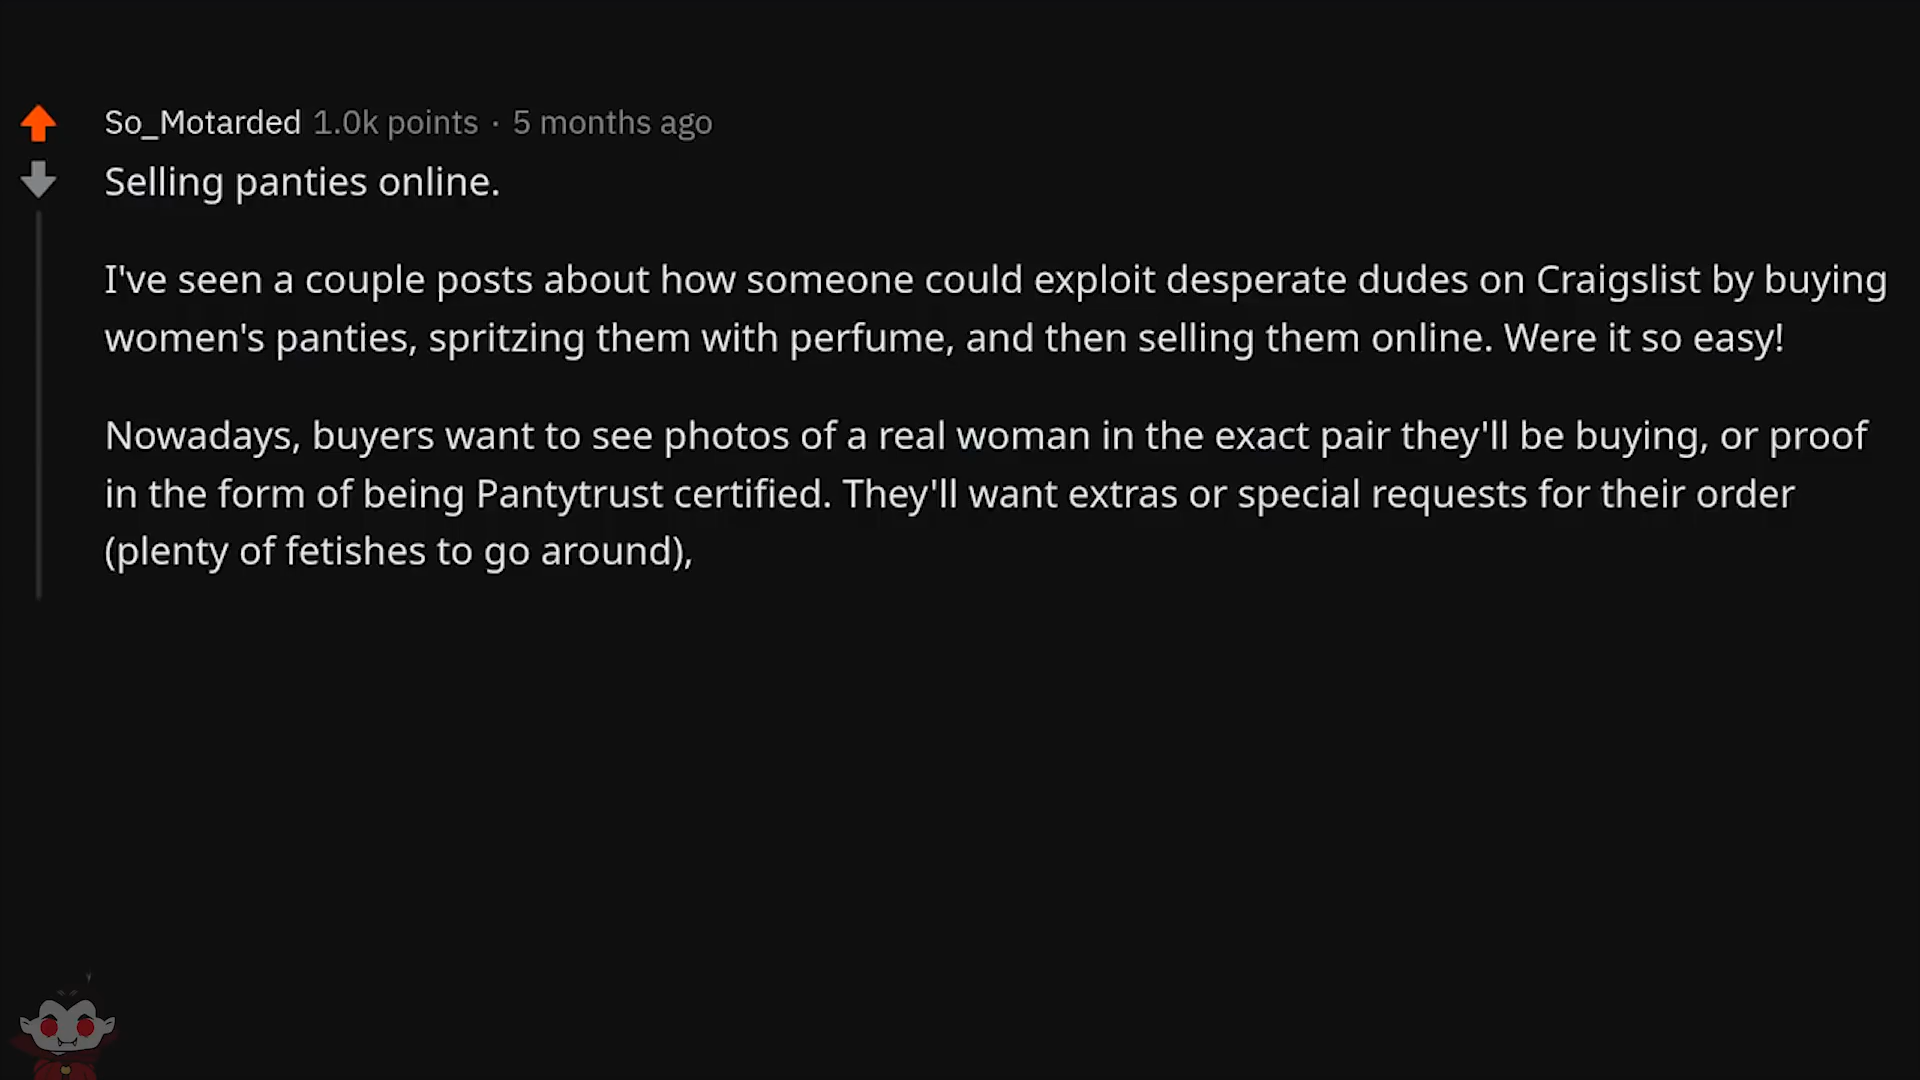 So_Motarded 1.0k points · 5 months ago
Selling panties online.
I've seen a couple posts about how someone could exploit desperate dudes on Craigslist by buying
women's panties, spritzing them with perfume, and then selling them online. Were it so easy!
Nowadays, buyers want to see photos of a real woman in the exact pair they'll be buying, or proof
in the form of being Pantytrust certified. They'll want extras or special requests for their order
(plenty of fetishes to go around),